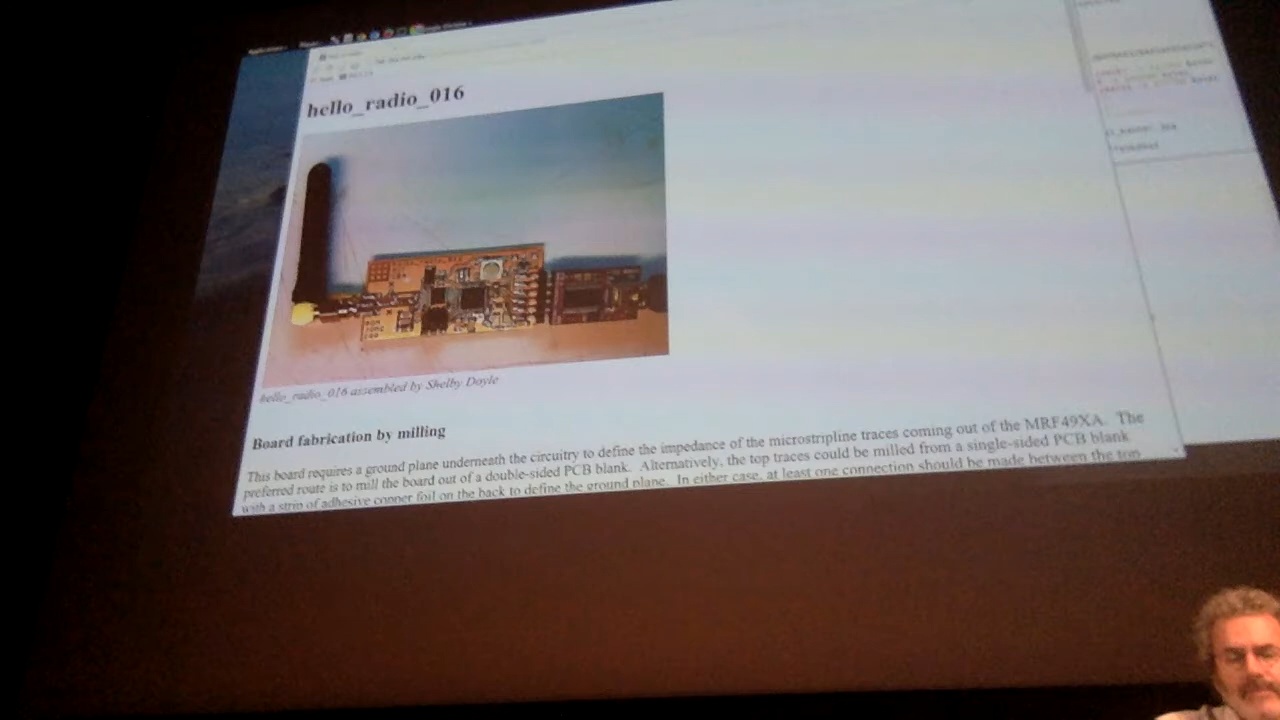 hello_radio_016
hello_radio_016 assembled by Shelby Doyle
Board fabrication by milling
This board requires a ground plane underneath the circuitry to define the impedance of the microstripline traces coming out of the MRF49XA. The
preferred route is to mill the board out of a double-sided PCB blank. Alternatively, the top traces could be milled from a single-sided PCB blank
with a strip of adhesive copper foil on the back to define the ground plane. In either case, at least one connection should be made between the top